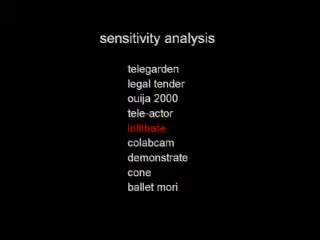 sensitivity analysis
telegarden
legal tender
ouija 2000
tele-actor
infiltrate
colabcam
demonstrate
cone
ballet mori